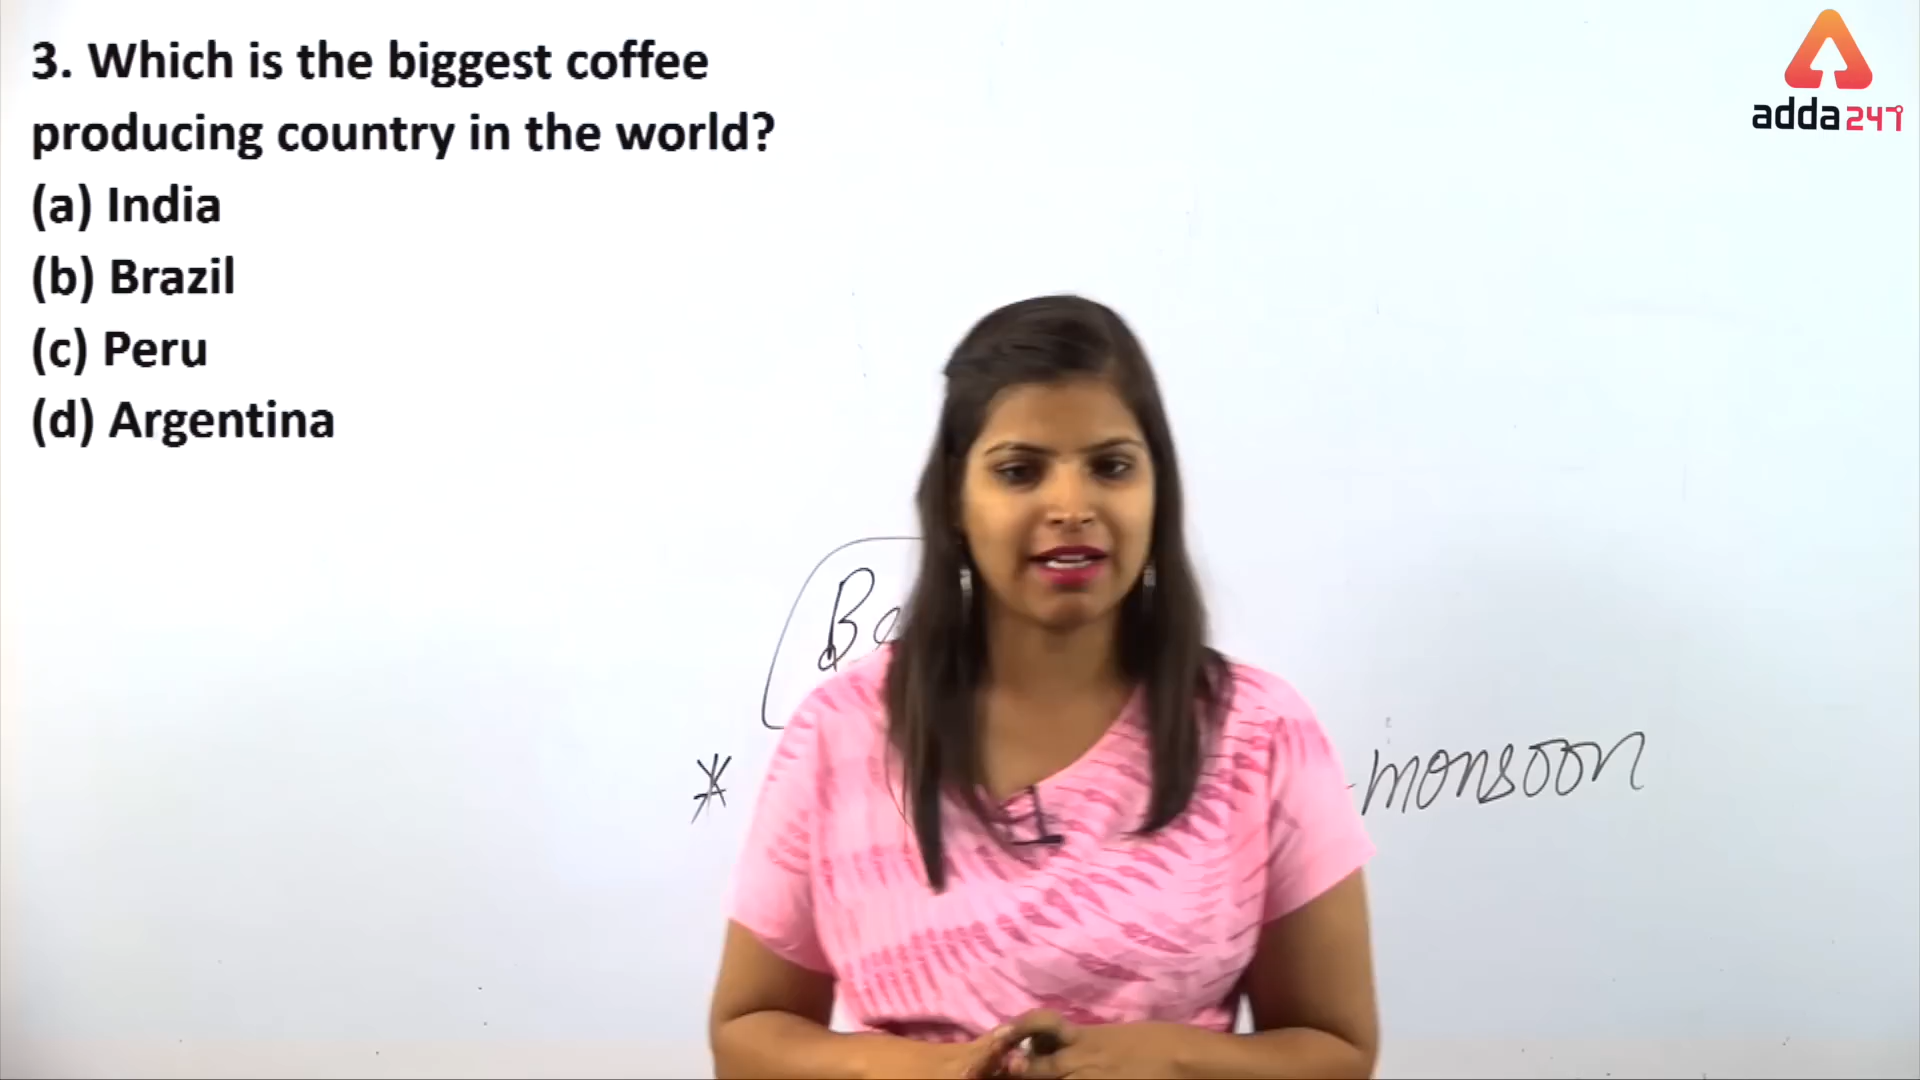 3. Which is the biggest coffee
producing country in the world?
(a) India
(b) Brazil
(c) Peru
(d) Argentina
adda247
monsoon